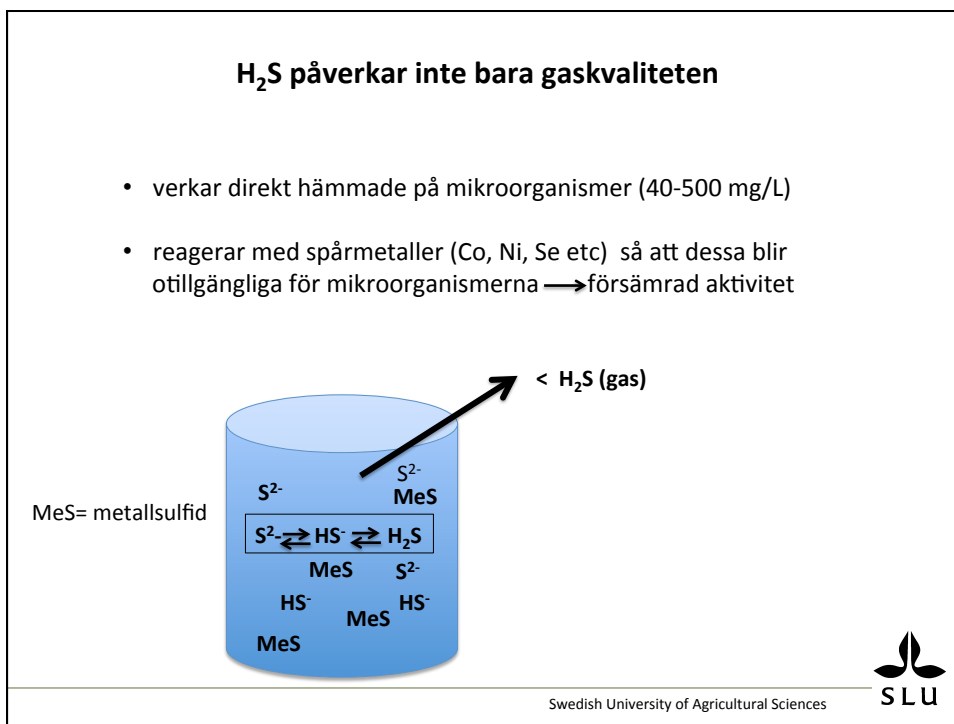 H₂S påverkar inte bara gaskvaliteten
• verkar direkt hämmade på mikroorganismer (40-500 mg/L)
• reagerar med spårmetaller (Co, Ni, Se etc) så att dessa blir
otillgängliga för mikroorganismerna ⟶ försämrad aktivitet
< H₂S (gas)
S²⁻
S²⁻
MeS
MeS= metallsulfid
S²- ⇌ HS⁻ ⇌ H₂S
MeS S²⁻
HS⁻ HS⁻
MeS
MeS
Swedish University of Agricultural Sciences
SLU